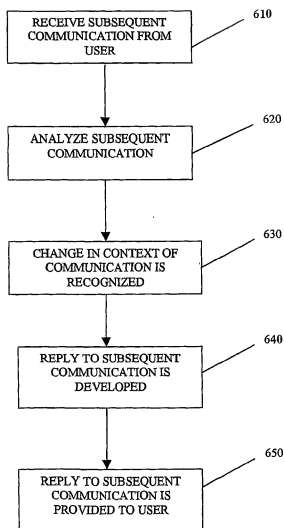 RECEIVE SUBSEQUENT
COMMUNICATION FROM
USER
610
ANALYZE SUBSEQUENT
COMMUNICATION
620
CHANGE IN CONTEXT OF
COMMUNICATION IS
RECOGNIZED
630
REPLY TO SUBSEQUENT
COMMUNICATION IS
DEVELOPED
640
REPLY TO SUBSEQUENT
COMMUNICATION IS
PROVIDED TO USER
650